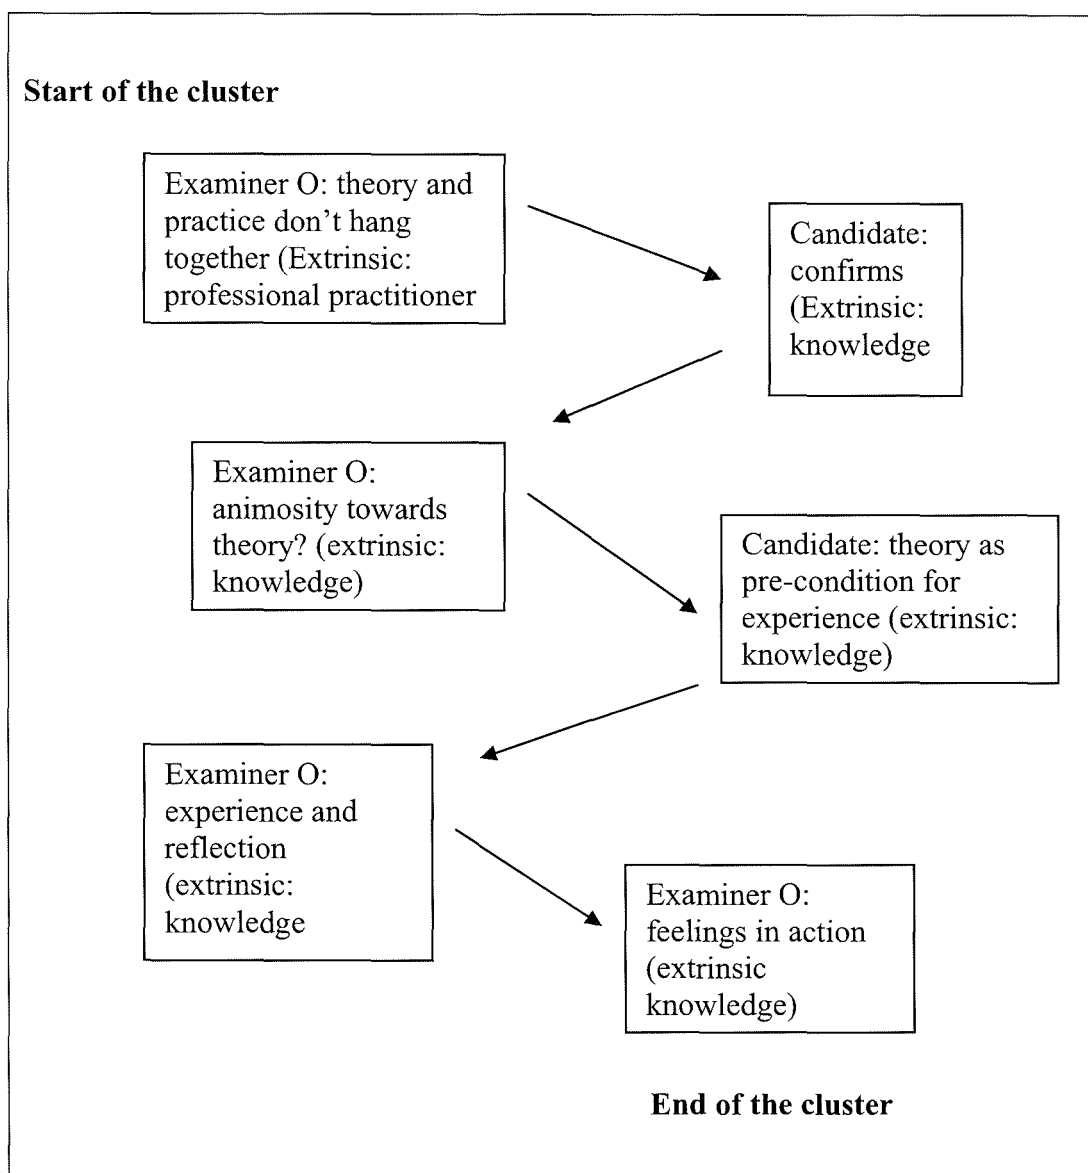 Start of the cluster
Examiner O: theory and
practice don't hang
together (Extrinsic:
professional practitioner
Candidate:
confirms
(Extrinsic:
knowledge
Examiner O:
animosity towards
theory? (extrinsic:
knowledge)
Candidate: theory as
pre-condition for
experience (extrinsic:
knowledge)
Examiner O:
experience and
reflection
(extrinsic:
knowledge
Examiner O:
feelings in action
(extrinsic
knowledge)
End of the cluster